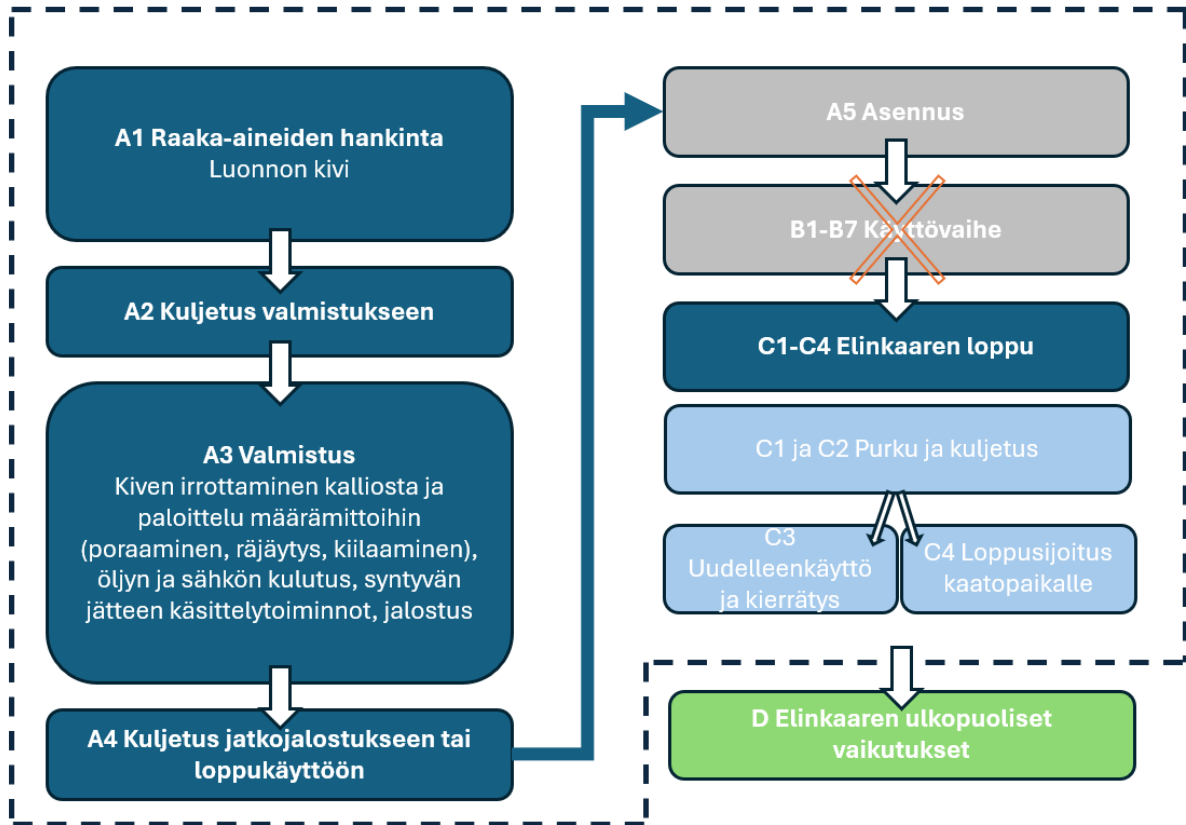 A1 Raaka-aineiden hankinta
Luonnon kivi
A2 Kuljetus valmistukseen
A3 Valmistus
Kiven irrottaminen kalliosta ja
paloittelu määrämittoihin
(poraaminen, räjäytys, kiilaaminen),
öljyn ja sähkön kulutus, syntyvän
jätteen käsittelytoiminnot, jalostus
A4 Kuljetus jatkojalostukseen tai
loppukäyttöön
A5 Asennus
B1-B7 Käyttövaihe
C1-C4 Elinkaaren loppu
C1 ja C2 Purku ja kuljetus
C3
Uudelleenkäyttö
ja kierrätys
C4 Loppusijoitus
kaatopaikalle
D Elinkaaren ulkopuoliset
vaikutukset